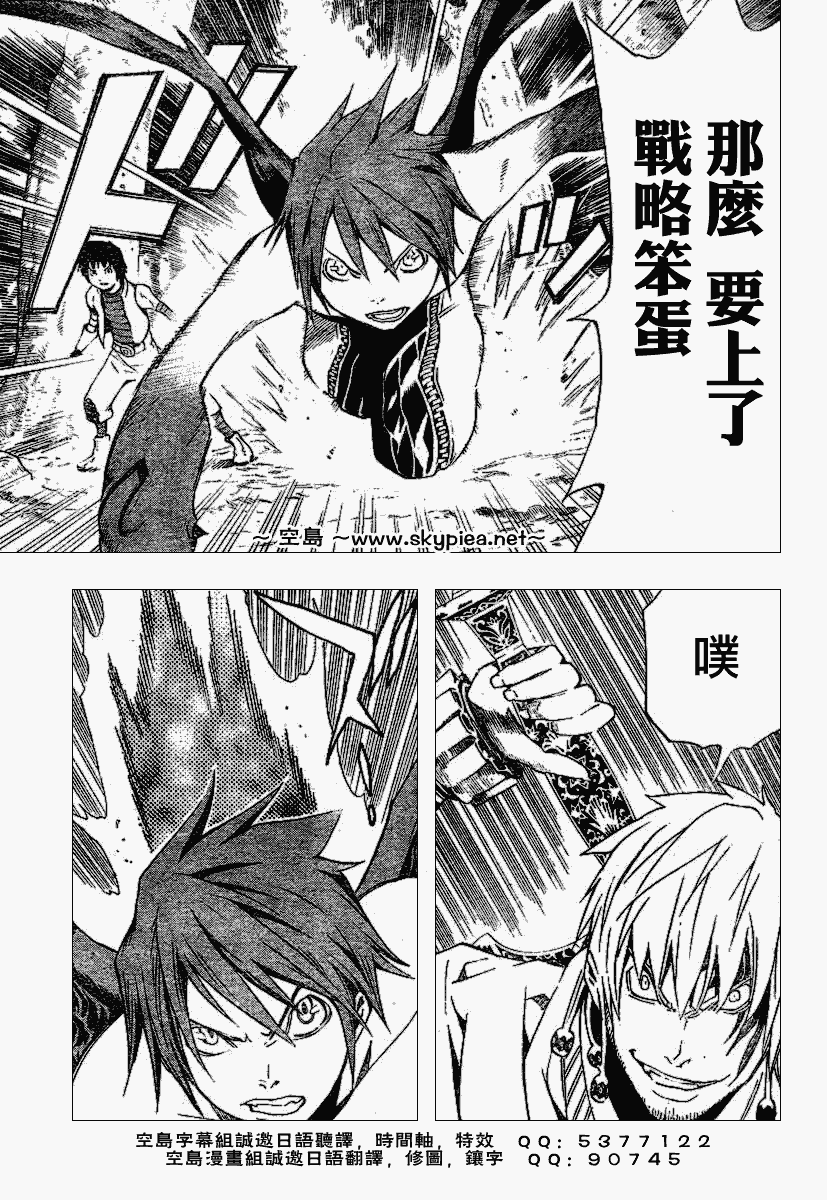 那麼 要上了
戰略笨蛋
ドドッ
~ 空島 ~www.skypiea.net~
噗
空島字幕組誠邀日語聽譯, 時間軸, 特效 QQ: 5377122
空島漫畫組誠邀日語翻譯, 修圖, 鑲字 QQ: 90745